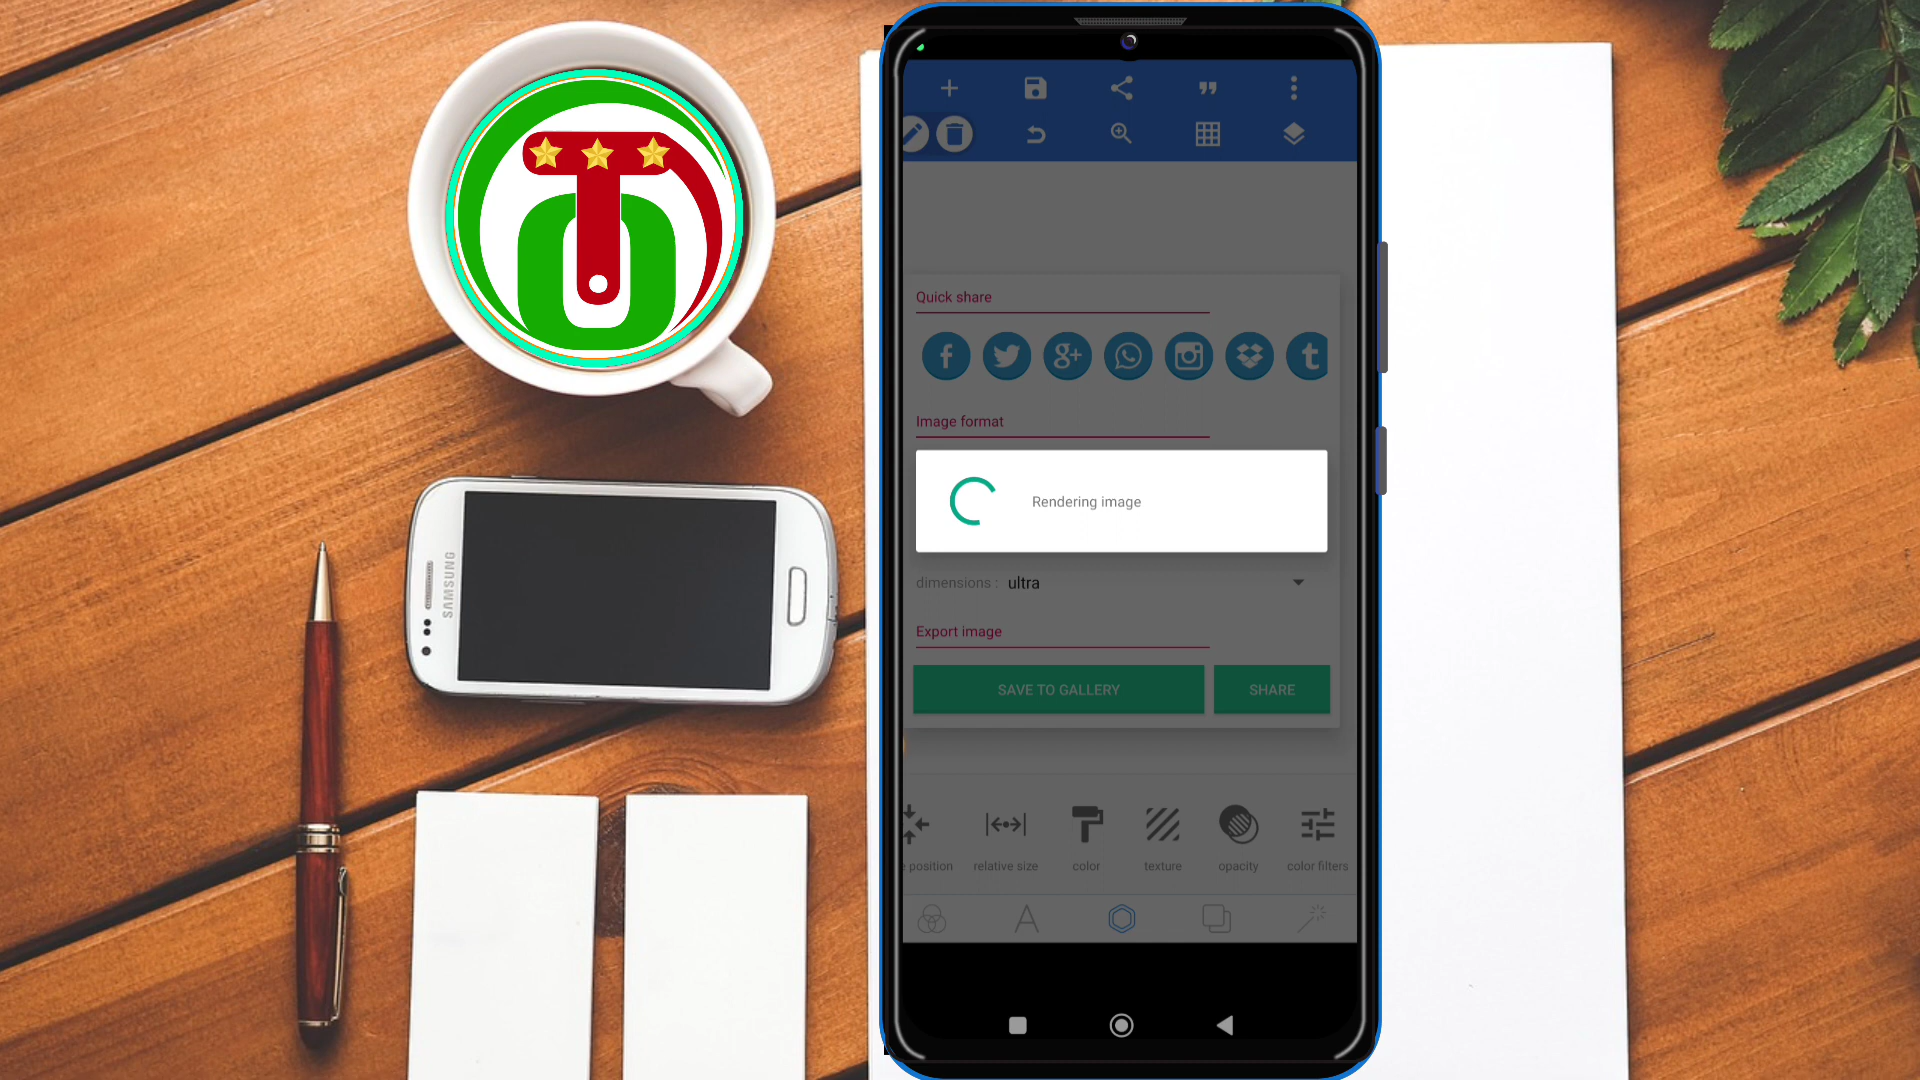 Quick share
Image format
Rendering image
dimensions : ultra
Export image
SAVE TO GALLERY
SHARE
position
relative size
color
texture
opacity
color filters
SAMSUNG